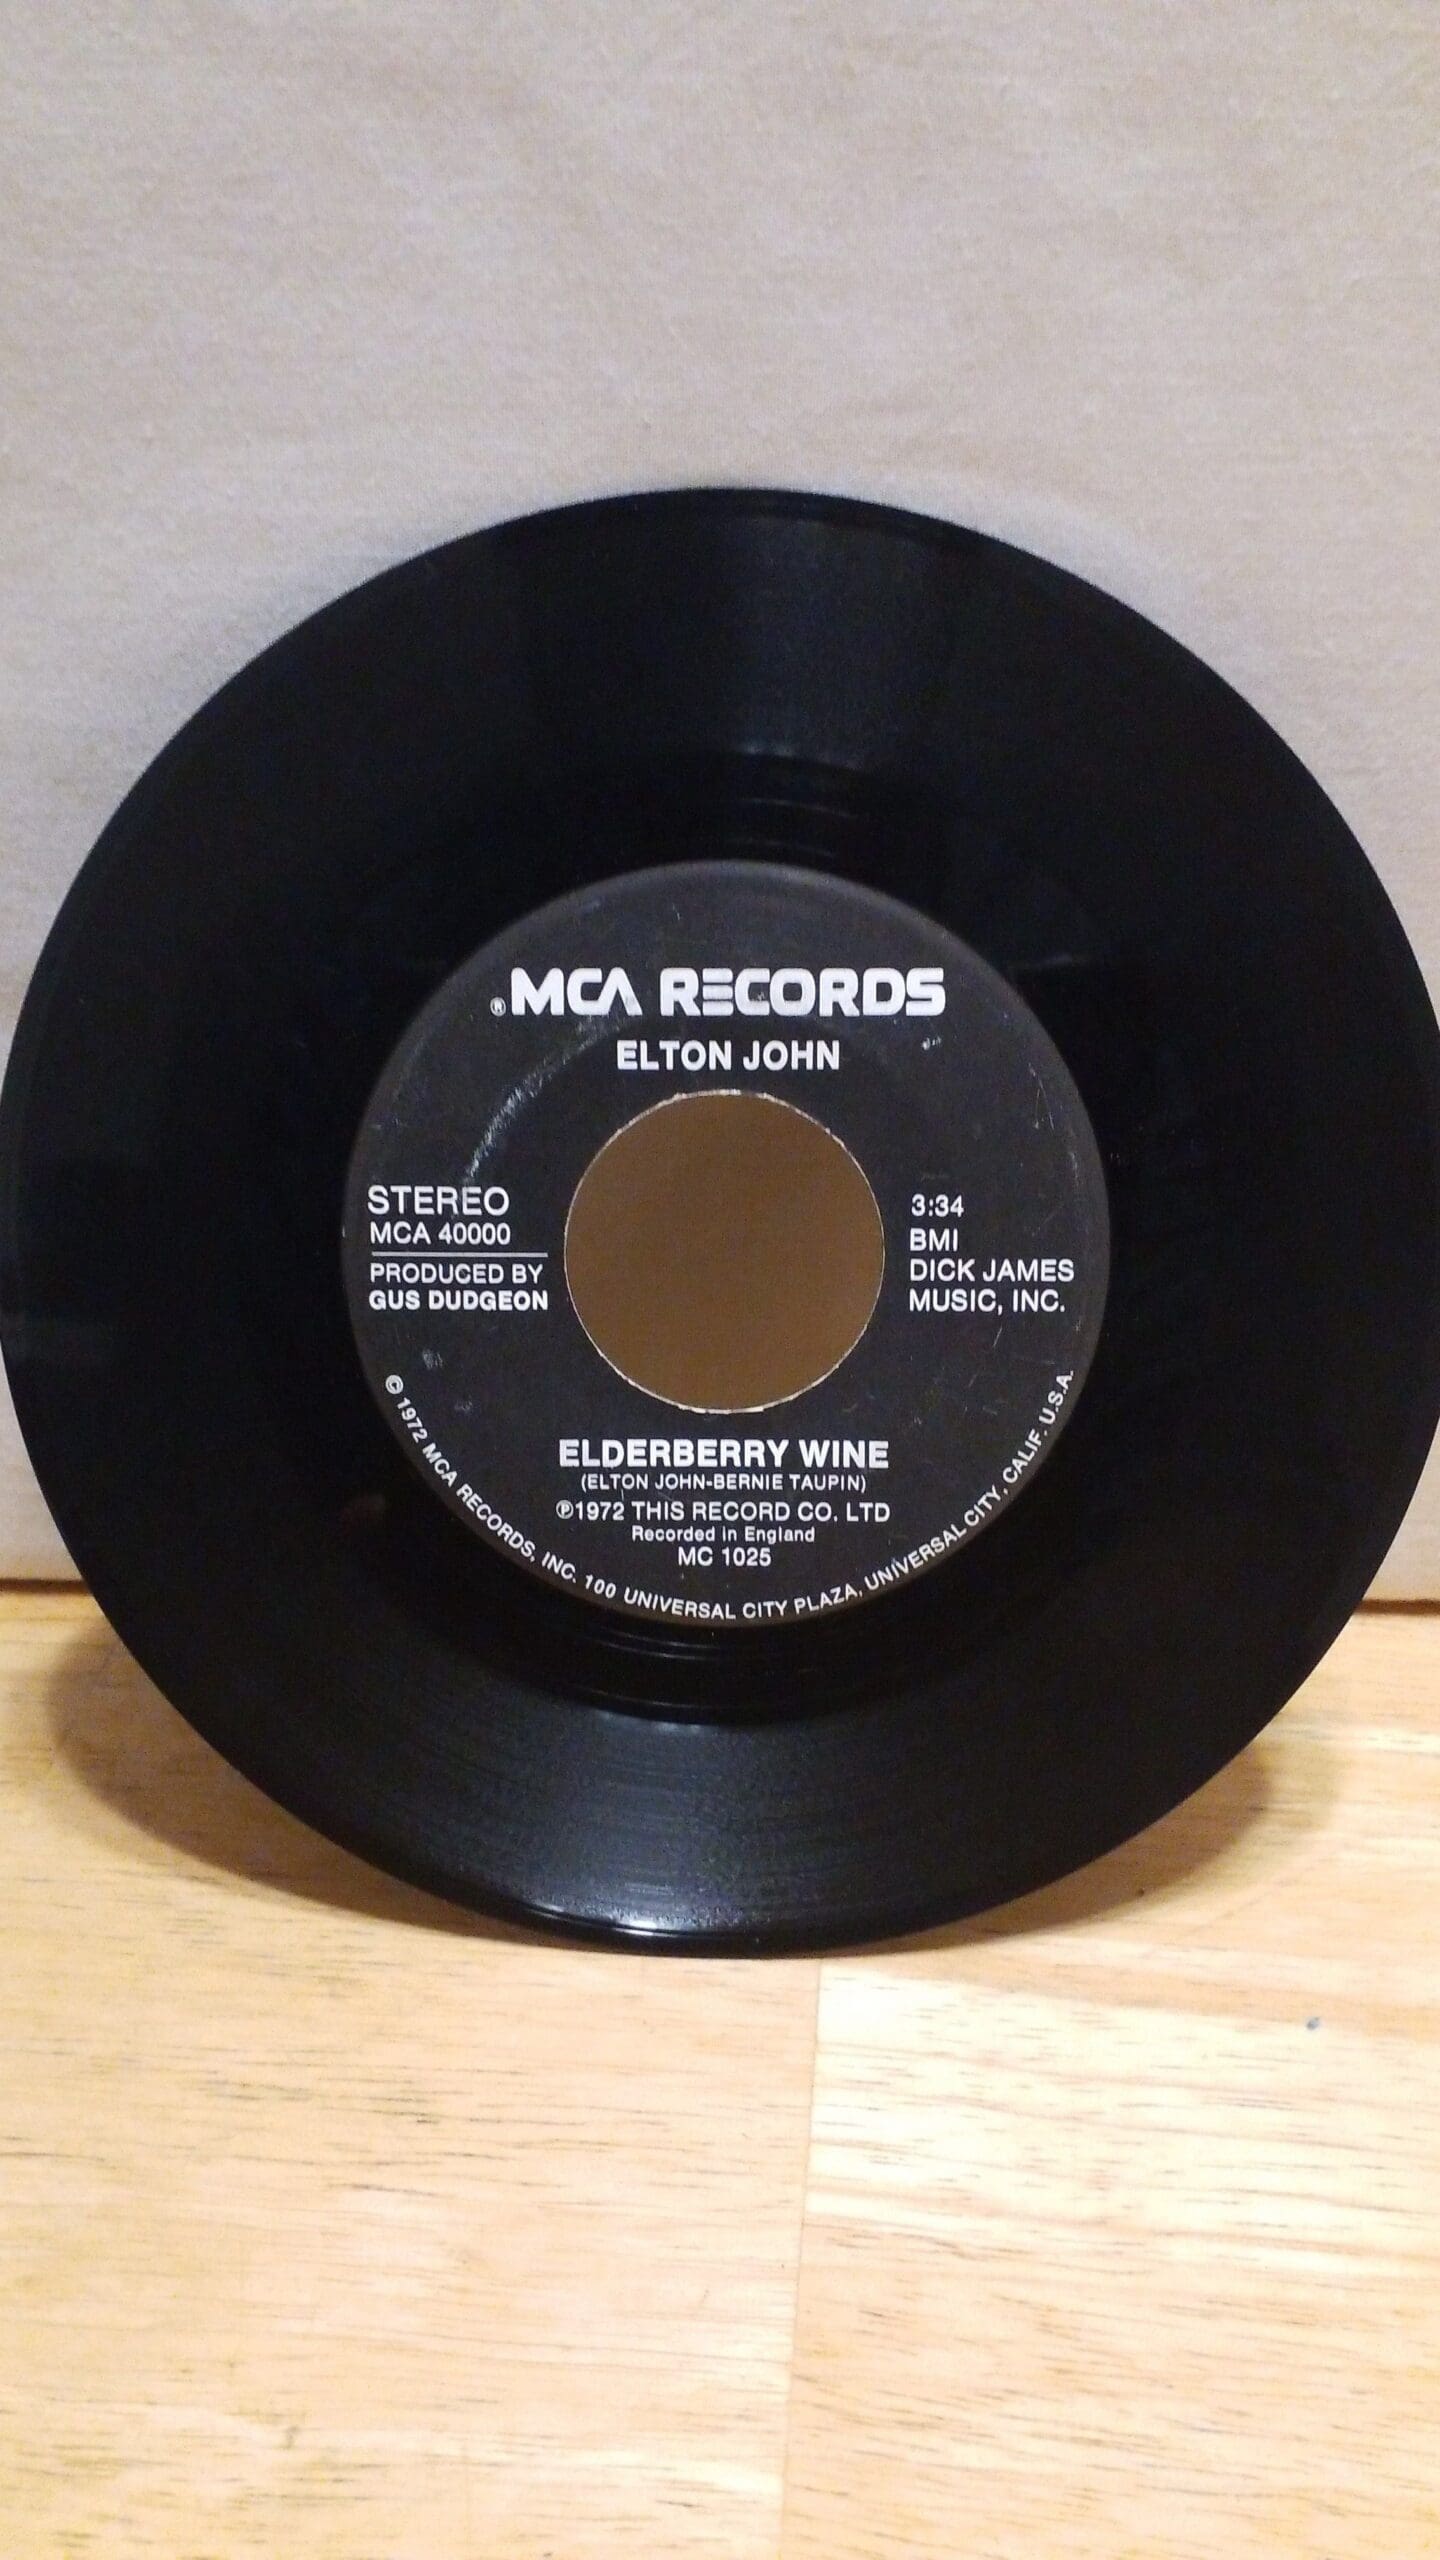 ® MCA RECORDS
ELTON JOHN
STEREO
MCA 40000
PRODUCED BY
GUS DUDGEON
3:34
BMI
DICK JAMES
MUSIC, INC.
ELDERBERRY WINE
(ELTON JOHN-BERNIE TAUPIN)
℗1972 THIS RECORD CO. LTD
Recorded in England
MC 1025
© 1972 MCA RECORDS, INC. 100 UNIVERSAL CITY PLAZA, UNIVERSAL CITY, CALIF. U.S.A.